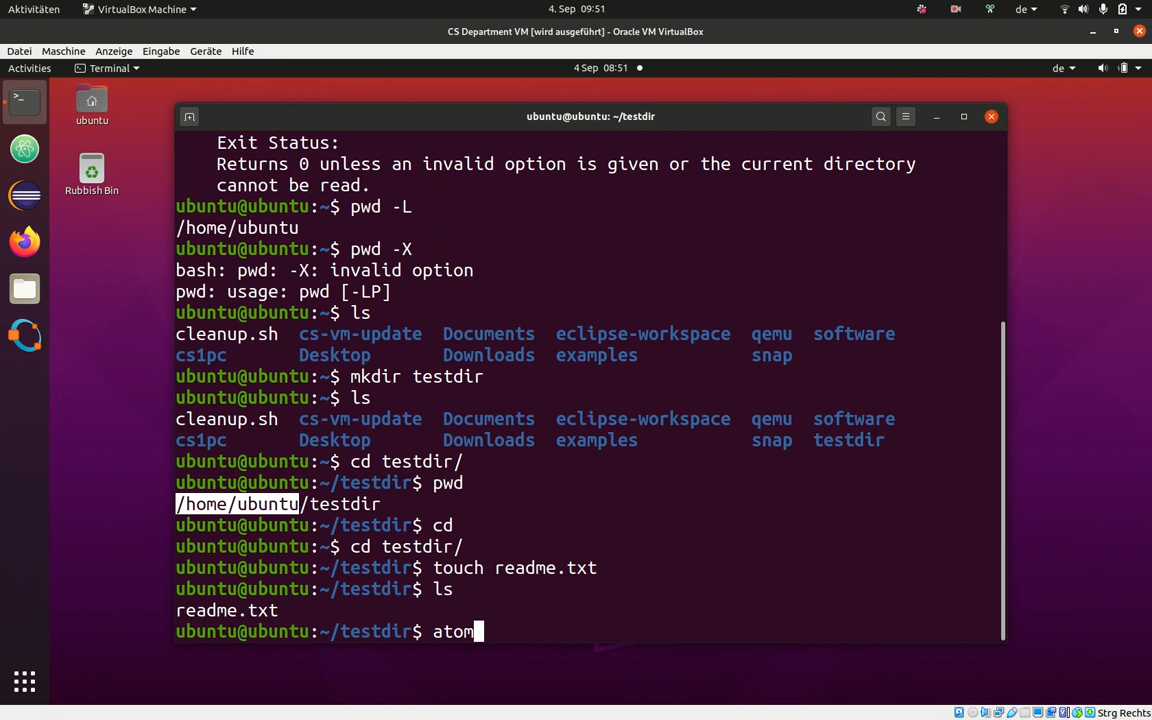 Aktivitäten VirtualBox Machine 4. Sep 09:51 de
CS Department VM [wird ausgeführt] - Oracle VM VirtualBox
Datei Maschine Anzeige Eingabe Geräte Hilfe
Activities Terminal 4 Sep 08:51 de
ubuntu
Rubbish Bin
ubuntu@ubuntu: ~/testdir
Exit Status:
Returns 0 unless an invalid option is given or the current directory
cannot be read.
ubuntu@ubuntu:~$ pwd -L
/home/ubuntu
ubuntu@ubuntu:~$ pwd -X
bash: pwd: -X: invalid option
pwd: usage: pwd [-LP]
ubuntu@ubuntu:~$ ls
cleanup.sh cs-vm-update Documents eclipse-workspace qemu software
cs1pc Desktop Downloads examples snap
ubuntu@ubuntu:~$ mkdir testdir
ubuntu@ubuntu:~$ ls
cleanup.sh cs-vm-update Documents eclipse-workspace qemu software
cs1pc Desktop Downloads examples snap testdir
ubuntu@ubuntu:~$ cd testdir/
ubuntu@ubuntu:~/testdir$ pwd
/home/ubuntu/testdir
ubuntu@ubuntu:~/testdir$ cd
ubuntu@ubuntu:~$ cd testdir/
ubuntu@ubuntu:~/testdir$ touch readme.txt
ubuntu@ubuntu:~/testdir$ ls
readme.txt
ubuntu@ubuntu:~/testdir$ atom
Strg Rechts